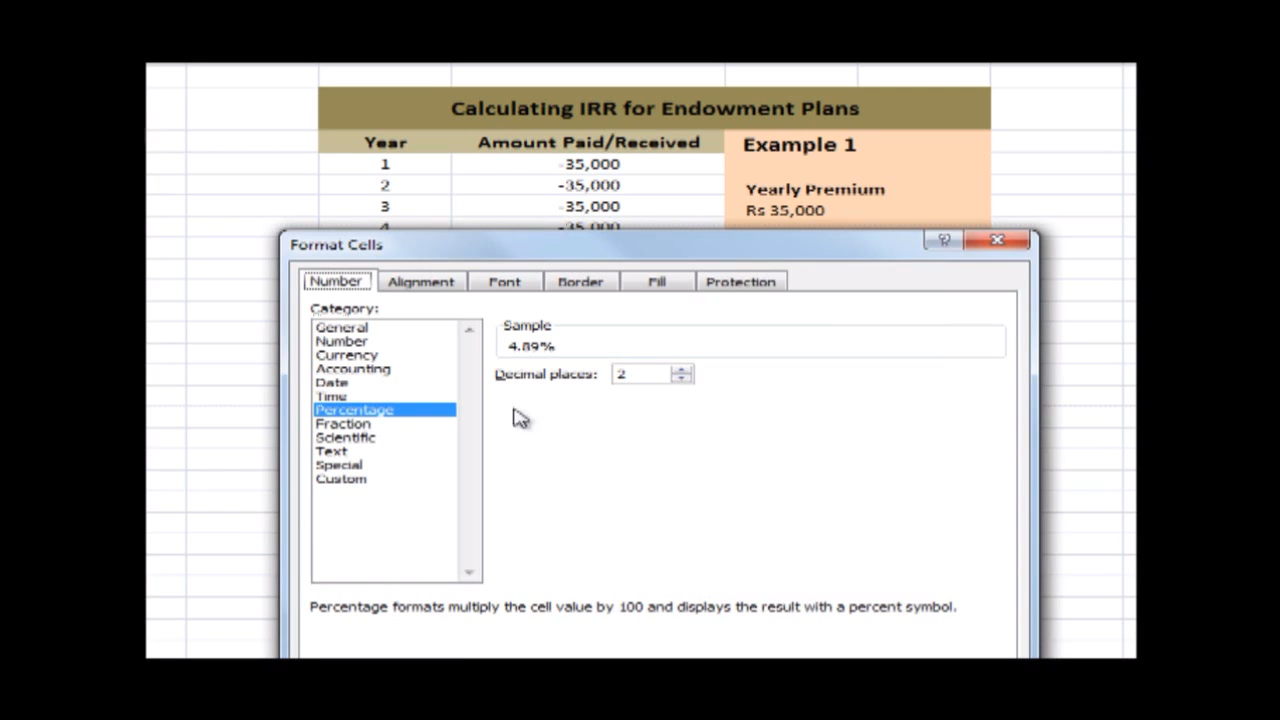 Calculating IRR for Endowment Plans
Year Amount Paid/Received Example 1
1 -35,000
2 -35,000 Yearly Premium
3 -35,000 Rs 35,000
4 -35,000
Format Cells
Number Alignment Font Border Fill Protection
Category:
General
Number
Currency
Accounting
Date
Time
Percentage
Fraction
Scientific
Text
Special
Custom
Sample
4.89%
Decimal places: 2
Percentage formats multiply the cell value by 100 and displays the result with a percent symbol.